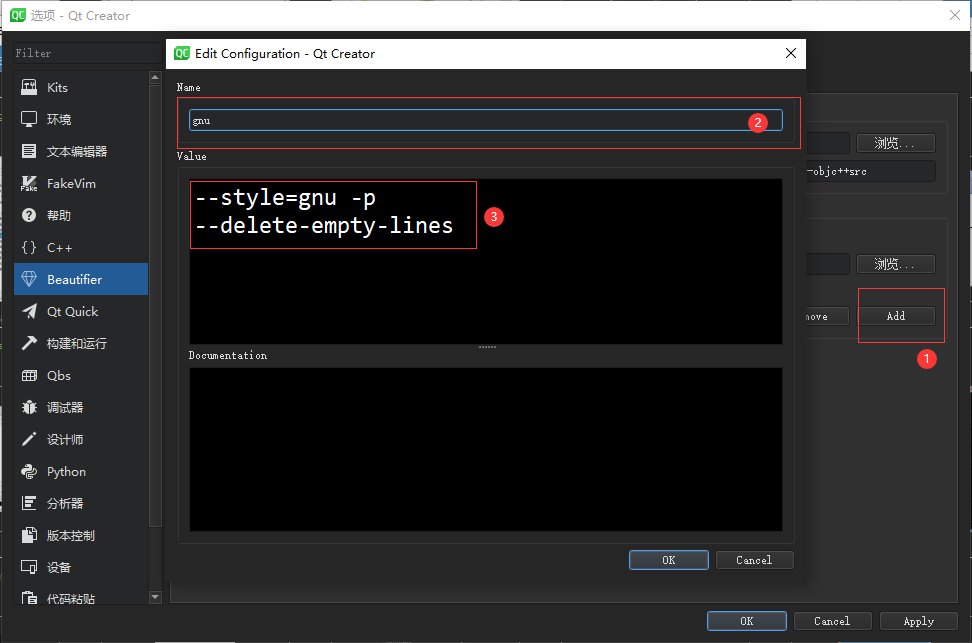 选项 - Qt Creator
Filter
Kits
环境
文本编辑器
FakeVim
帮助
C++
Beautifier
Qt Quick
构建和运行
Qbs
调试器
设计师
Python
分析器
版本控制
设备
代码粘贴
Edit Configuration - Qt Creator
Name
gnu
2
Value
--style=gnu -p
--delete-empty-lines
3
Documentation
OK
Cancel
浏览...
-objc++src
浏览...
Add
1
OK
Cancel
Apply